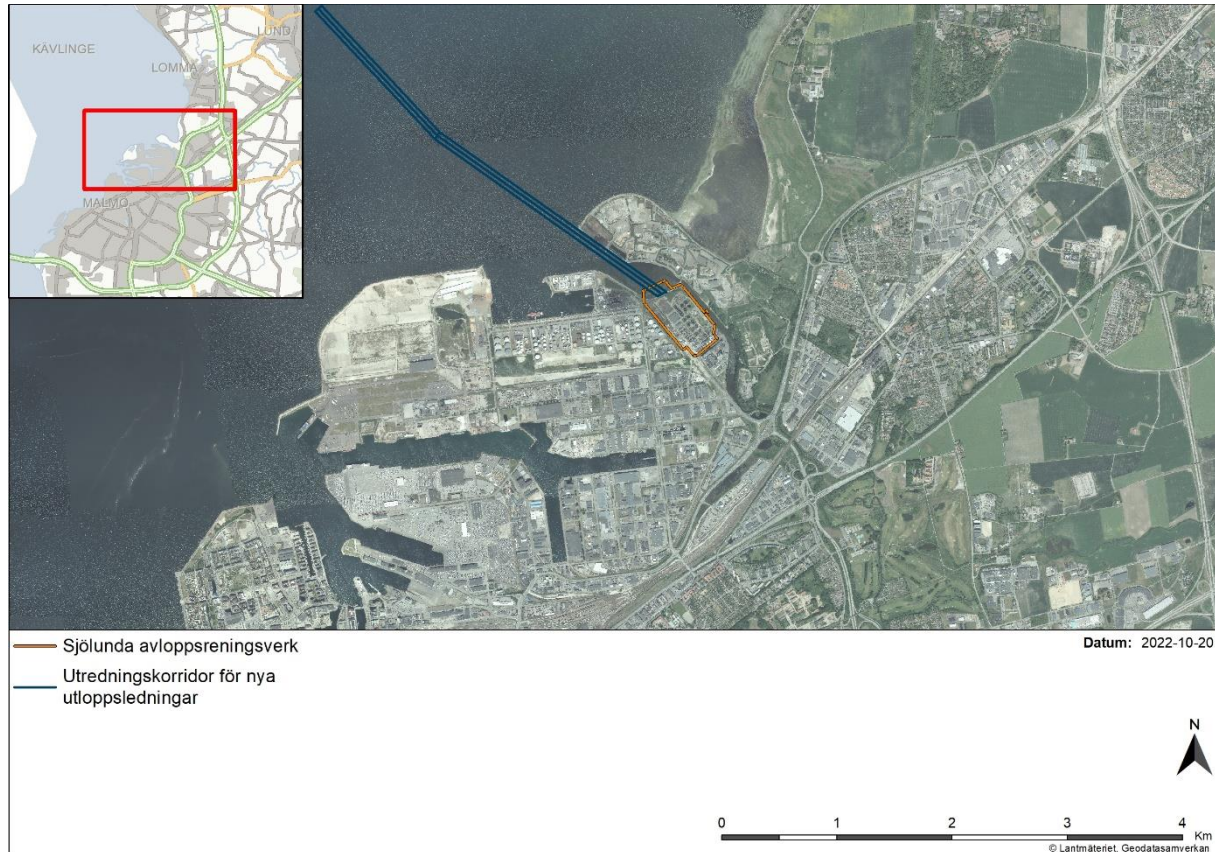 KÄVLINGE
LUND
LOMMA
MALMÖ
Sjölunda avloppsreningsverk
Utredningskorridor för nya
utloppsledningar
Datum: 2022-10-20
N
0 1 2 3 4
Km
© Lantmäteriet, Geodatasamverkan